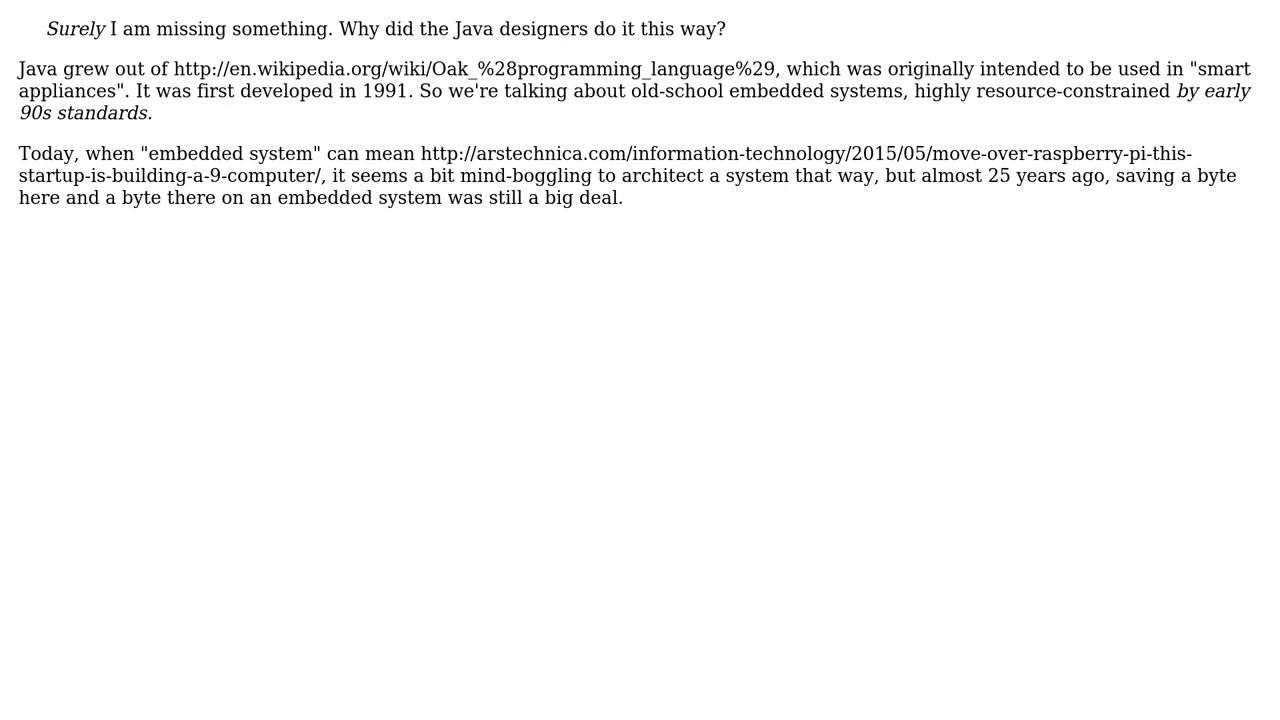 Surely I am missing something. Why did the Java designers do it this way?
Java grew out of http://en.wikipedia.org/wiki/Oak_%28programming_language%29, which was originally intended to be used in "smart
appliances". It was first developed in 1991. So we're talking about old-school embedded systems, highly resource-constrained by early
90s standards.
Today, when "embedded system" can mean http://arstechnica.com/information-technology/2015/05/move-over-raspberry-pi-this-
startup-is-building-a-9-computer/, it seems a bit mind-boggling to architect a system that way, but almost 25 years ago, saving a byte
here and a byte there on an embedded system was still a big deal.